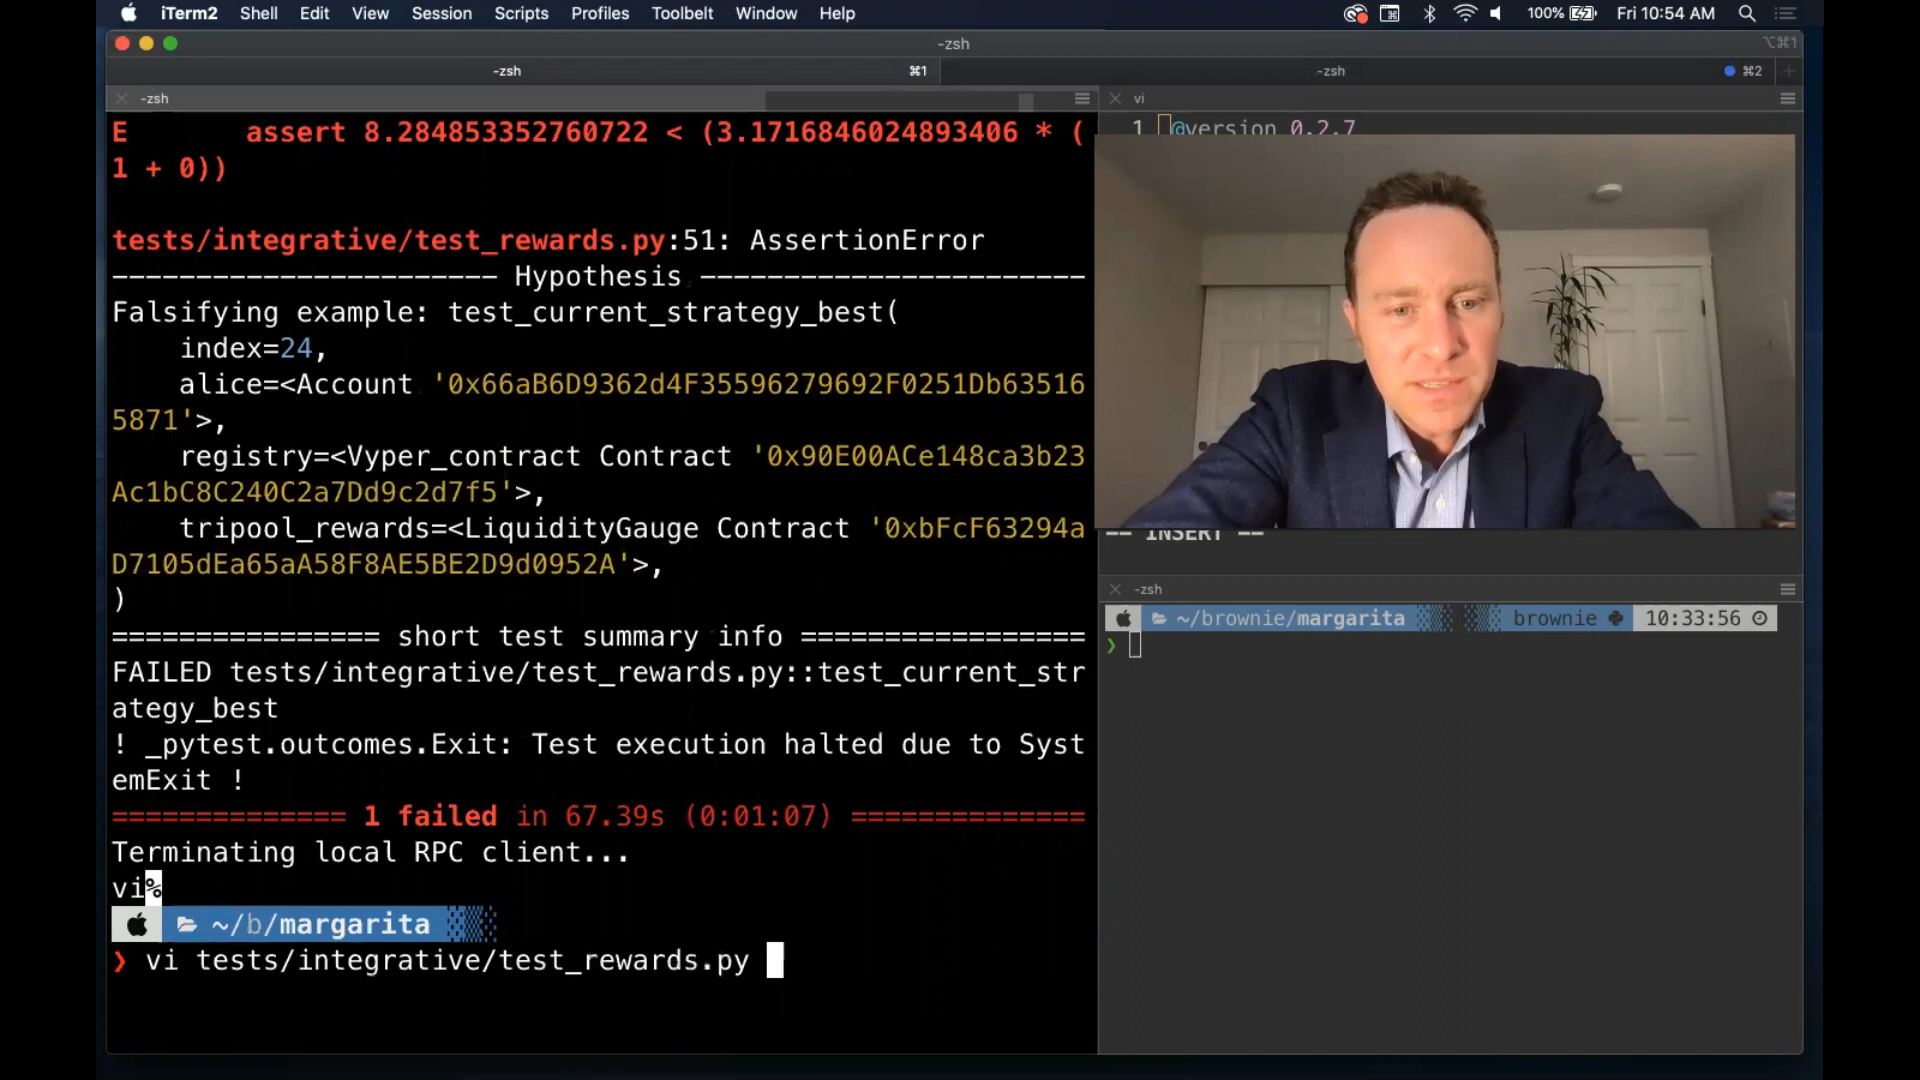 iTerm2 Shell Edit View Session Scripts Profiles Toolbelt Window Help 100% Fri 10:54 AM
-zsh ⌥⌘1
-zsh ⌘1 -zsh ⌘2
-zsh
E       assert 8.284853352760722 < (3.1716846024893406 * (
1 + 0))
tests/integrative/test_rewards.py:51: AssertionError
----------------------- Hypothesis -----------------------
Falsifying example: test_current_strategy_best(
    index=24,
    alice=<Account '0x66aB6D9362d4F35596279692F0251Db63516
5871'>,
    registry=<Vyper_contract Contract '0x90E00ACe148ca3b23
Ac1bC8C240C2a7Dd9c2d7f5'>,
    tripool_rewards=<LiquidityGauge Contract '0xbFcF63294a
D7105dEa65aA58F8AE5BE2D9d0952A'>,
)
================ short test summary info =================
FAILED tests/integrative/test_rewards.py::test_current_str
ategy_best
! _pytest.outcomes.Exit: Test execution halted due to Syst
emExit !
============== 1 failed in 67.39s (0:01:07) ==============
Terminating local RPC client...
vi%
~/b/margarita
❯ vi tests/integrative/test_rewards.py
vi
1 @version 0.2.7
-- INSERT --
-zsh
~/brownie/margarita brownie 10:33:56
❯